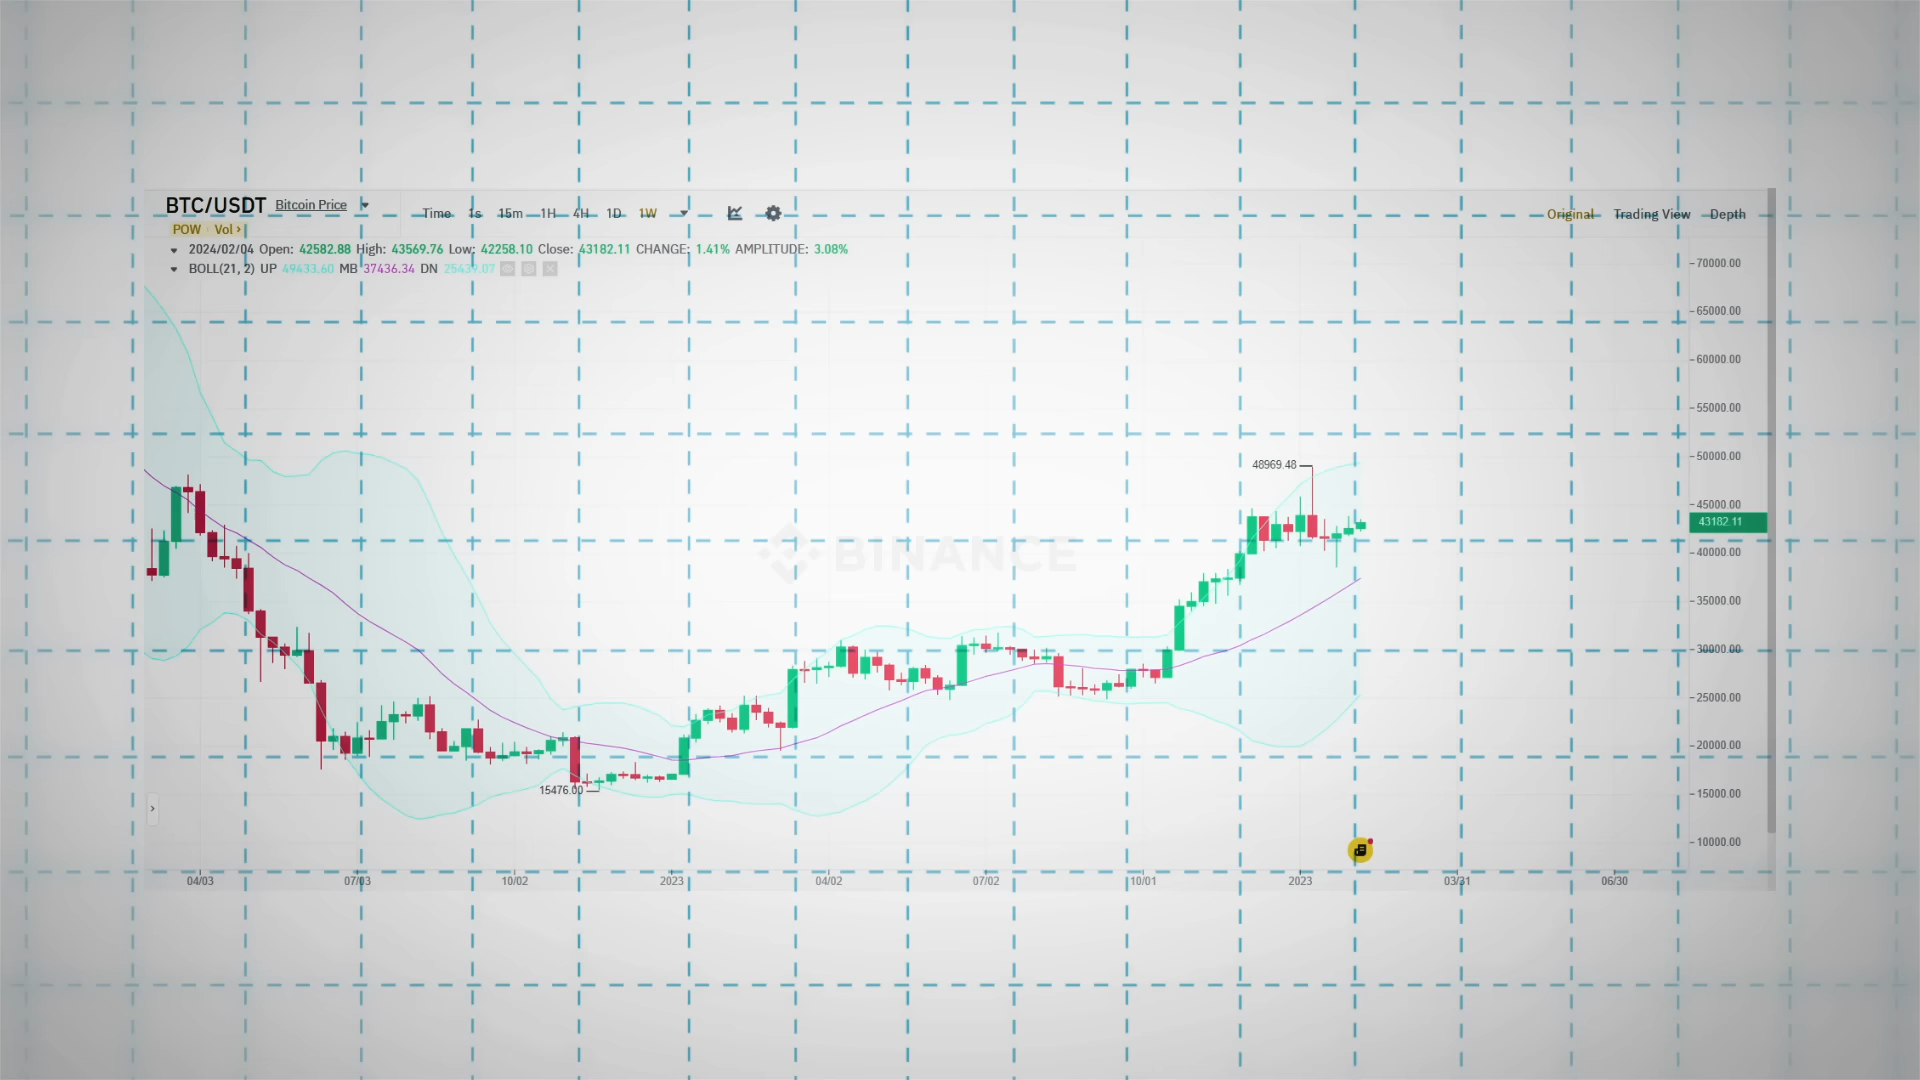 BTC/USDT Bitcoin Price
Time 1s 15m 1H 4H 1D 1W Original Trading View Depth
POW Vol
2024/02/04 Open: 42582.88 High: 43569.76 Low: 42258.10 Close: 43182.11 CHANGE: 1.41% AMPLITUDE: 3.08%
BOLL(21, 2) UP 49433.60 MB 37436.34 DN 25439.07
70000.00
65000.00
60000.00
55000.00
50000.00
48969.48
45000.00
43182.11
40000.00
BINANCE
35000.00
30000.00
25000.00
20000.00
15476.00
15000.00
10000.00
04/03 07/03 10/02 2023 04/02 07/02 10/01 2023 03/31 06/30